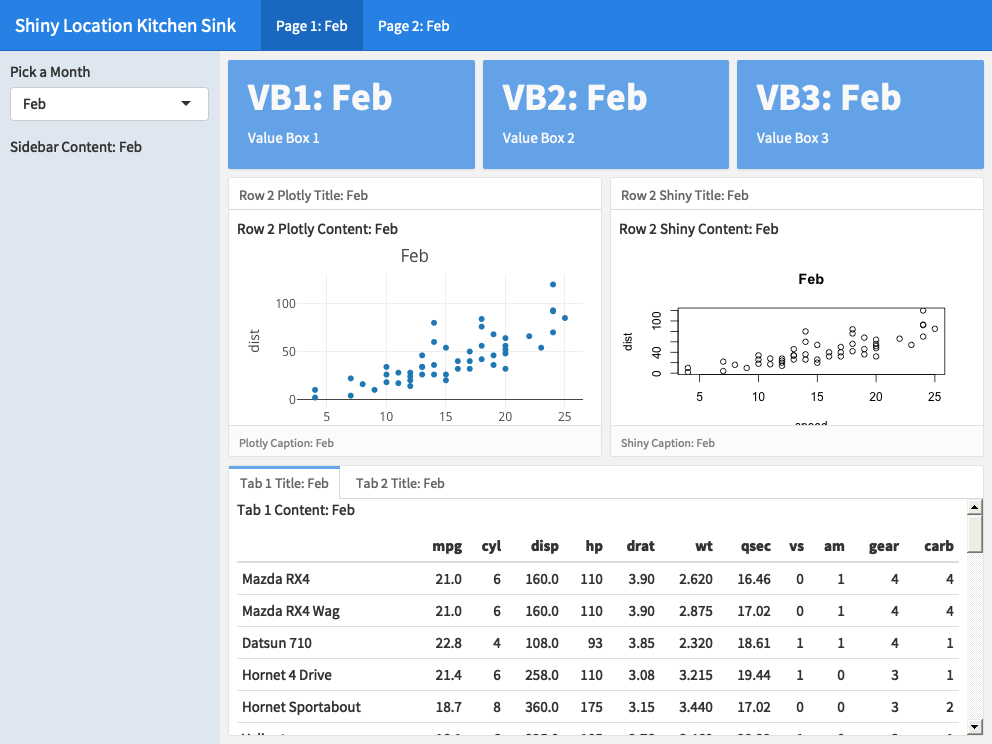 Shiny Location Kitchen Sink Page 1: Feb Page 2: Feb
Pick a Month
Feb
Sidebar Content: Feb
VB1: Feb
Value Box 1
VB2: Feb
Value Box 2
VB3: Feb
Value Box 3
Row 2 Plotly Title: Feb
Row 2 Plotly Content: Feb
Feb
100
50
0
dist
5 10 15 20 25
Plotly Caption: Feb
Row 2 Shiny Title: Feb
Row 2 Shiny Content: Feb
Feb
dist
0 40 100
5 10 15 20 25
Shiny Caption: Feb
Tab 1 Title: Feb Tab 2 Title: Feb
Tab 1 Content: Feb
mpg cyl disp hp drat wt qsec vs am gear carb
Mazda RX4 21.0 6 160.0 110 3.90 2.620 16.46 0 1 4 4
Mazda RX4 Wag 21.0 6 160.0 110 3.90 2.875 17.02 0 1 4 4
Datsun 710 22.8 4 108.0 93 3.85 2.320 18.61 1 1 4 1
Hornet 4 Drive 21.4 6 258.0 110 3.08 3.215 19.44 1 0 3 1
Hornet Sportabout 18.7 8 360.0 175 3.15 3.440 17.02 0 0 3 2